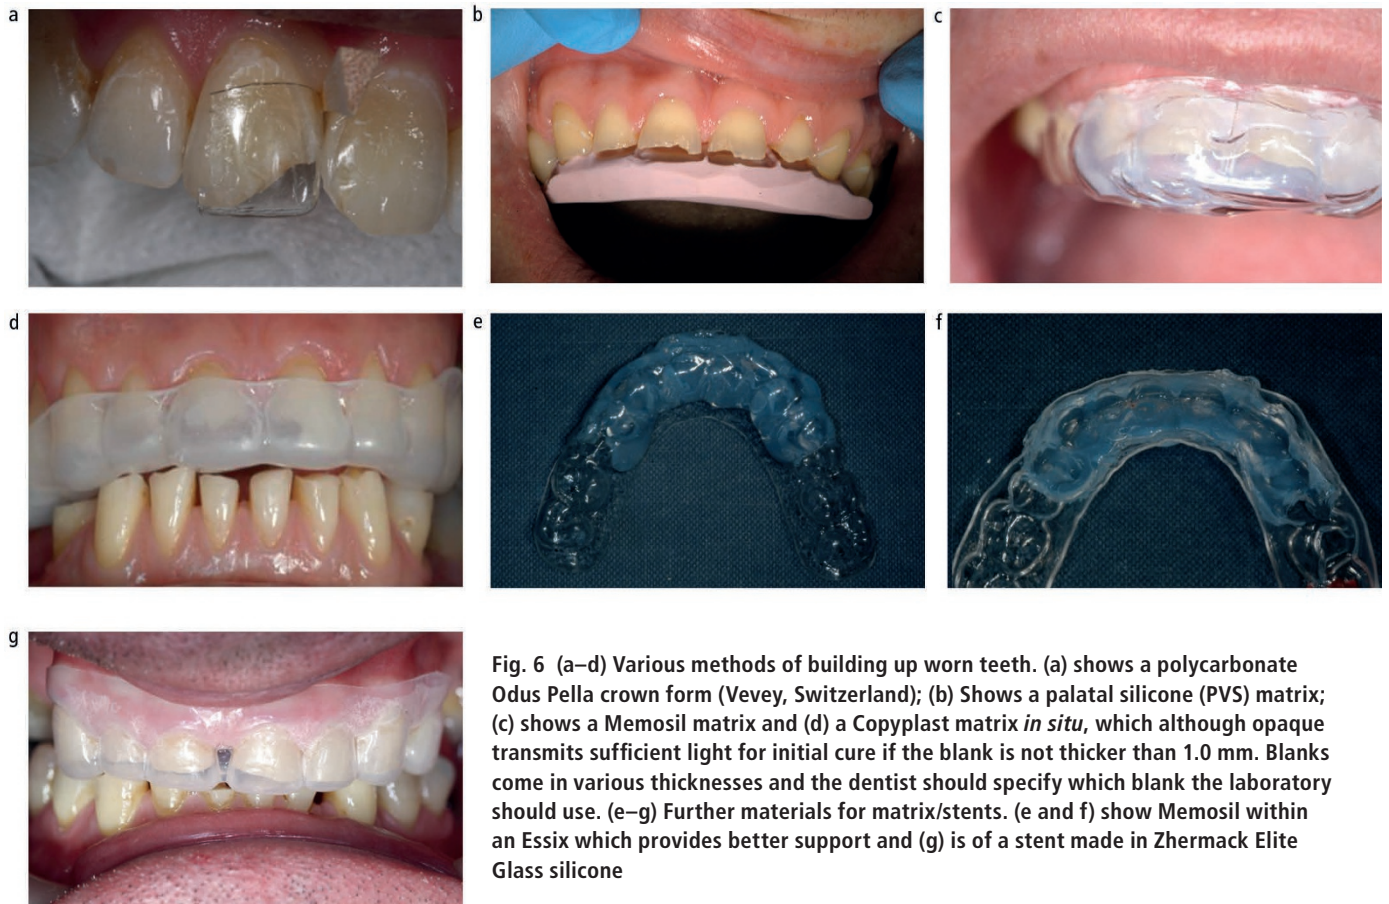 a
b
c
d
e
f
g
Fig. 6 (a–d) Various methods of building up worn teeth. (a) shows a polycarbonate
Odus Pella crown form (Vevey, Switzerland); (b) Shows a palatal silicone (PVS) matrix;
(c) shows a Memosil matrix and (d) a Copyplast matrix in situ, which although opaque
transmits sufficient light for initial cure if the blank is not thicker than 1.0 mm. Blanks
come in various thicknesses and the dentist should specify which blank the laboratory
should use. (e–g) Further materials for matrix/stents. (e and f) show Memosil within
an Essix which provides better support and (g) is of a stent made in Zhermack Elite
Glass silicone